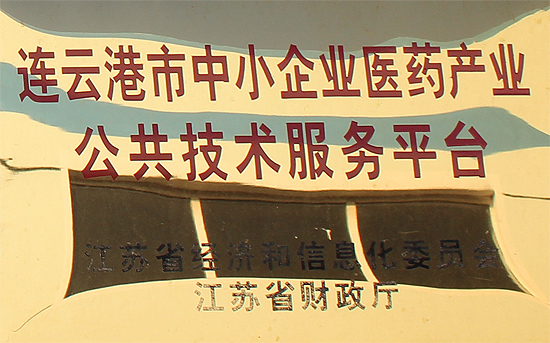 连云港市中小企业医药产业
公共技术服务平台
江苏省经济和信息化委员会
江苏省财政厅